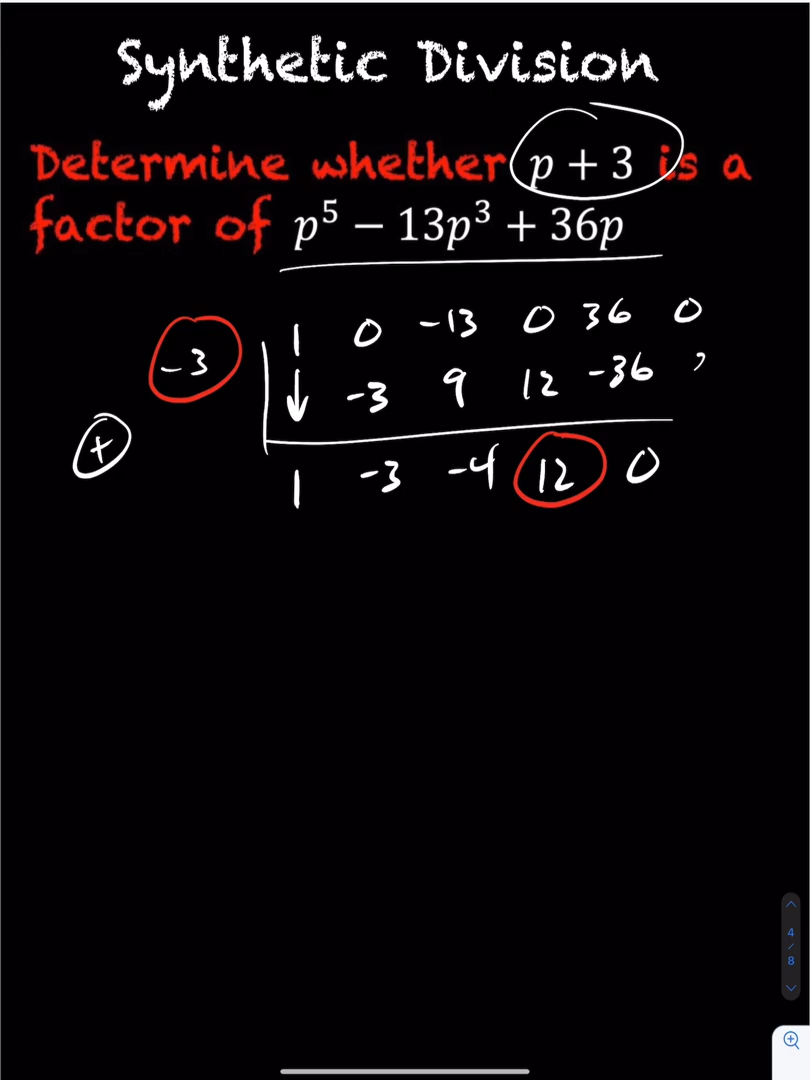 Synthetic Division
Determine whether p + 3 is a
factor of p⁵ − 13p³ + 36p
-3 1 0 -13 0 36 0
-3 9 12 -36
+
1 -3 -4 12 0
4
/
8